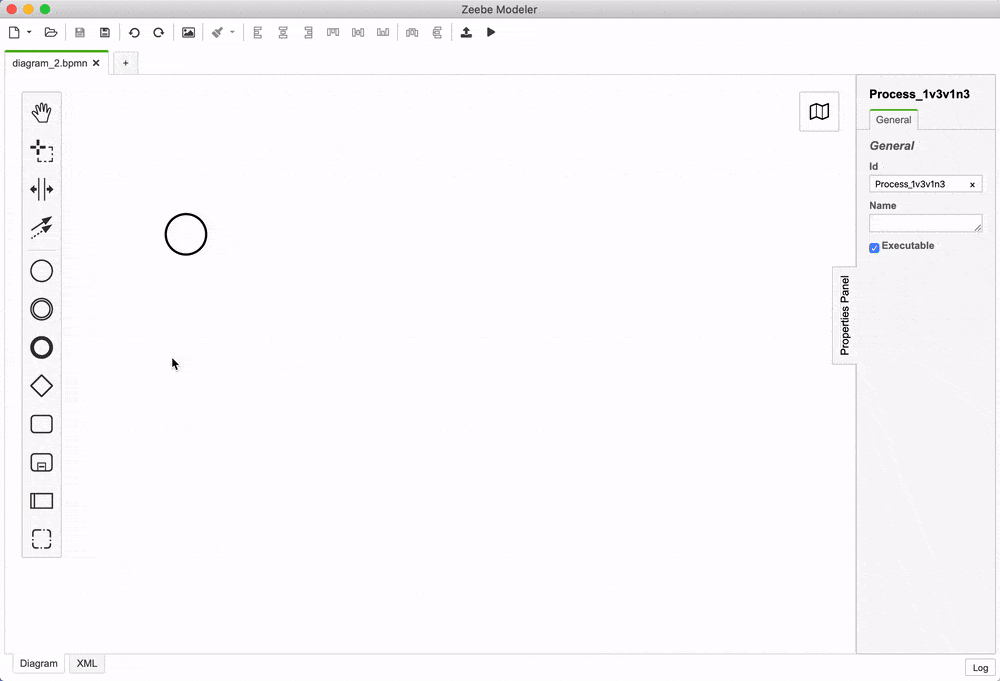 Zeebe Modeler
diagram_2.bpmn ✕
+
Process_1v3v1n3
General
General
Id
Process_1v3v1n3 x
Name
Executable
Properties Panel
Diagram
XML
Log